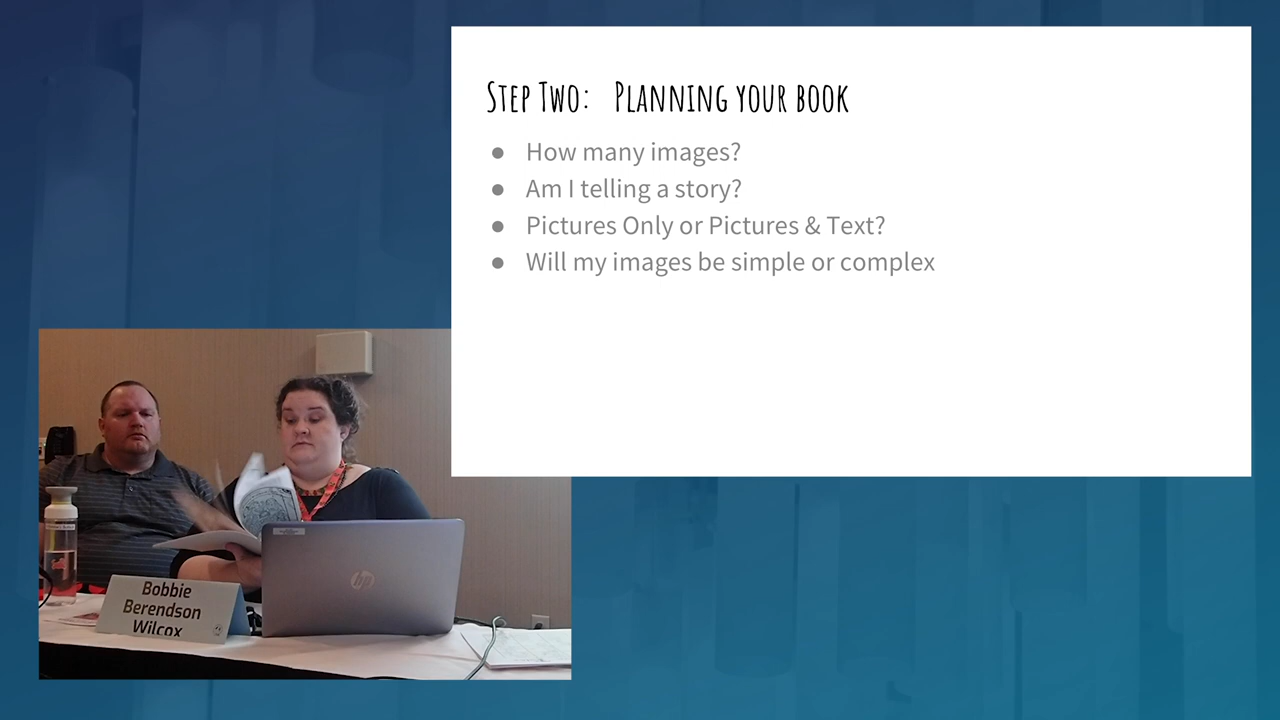 Step Two: Planning your book
● How many images?
● Am I telling a story?
● Pictures Only or Pictures & Text?
● Will my images be simple or complex
hp
Bobbie
Berendson
Wilcox